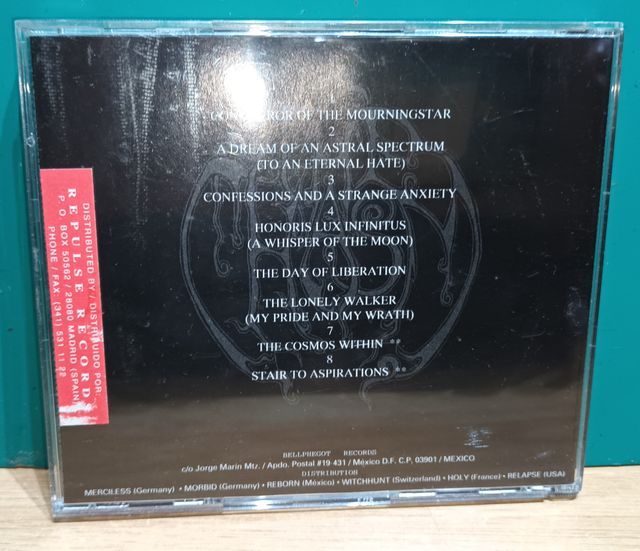 1
OF THE MOURNINGSTAR
2
A DREAM OF AN ASTRAL SPECTRUM
(TO AN ETERNAL HATE)
3
CONFESSIONS AND A STRANGE ANXIETY
4
HONORIS LUX INFINITUS
(A WHISPER OF THE MOON)
5
THE DAY OF LIBERATION
6
THE LONELY WALKER
(MY PRIDE AND MY WRATH)
7
THE COSMOS WITHIN **
8
STAIR TO ASPIRATIONS **
BELLPHEGOT RECORDS
c/o Jorge Marín Mtz. / Apdo. Postal #19-431 / México D.F. C.P. 03901 / MEXICO
DISTRIBUTION
MERCILESS (Germany) • MORBID (Germany) • REBORN (México) • WITCHHUNT (Switzerland) • HOLY (France) • RELAPSE (USA)
DISTRIBUTED BY / DISTRIBUIDO POR:
REPULSE RECORDS
P. O. BOX 50562 / 28080 MADRID (SPAIN)
PHONE / FAX: (341) 531 11 22